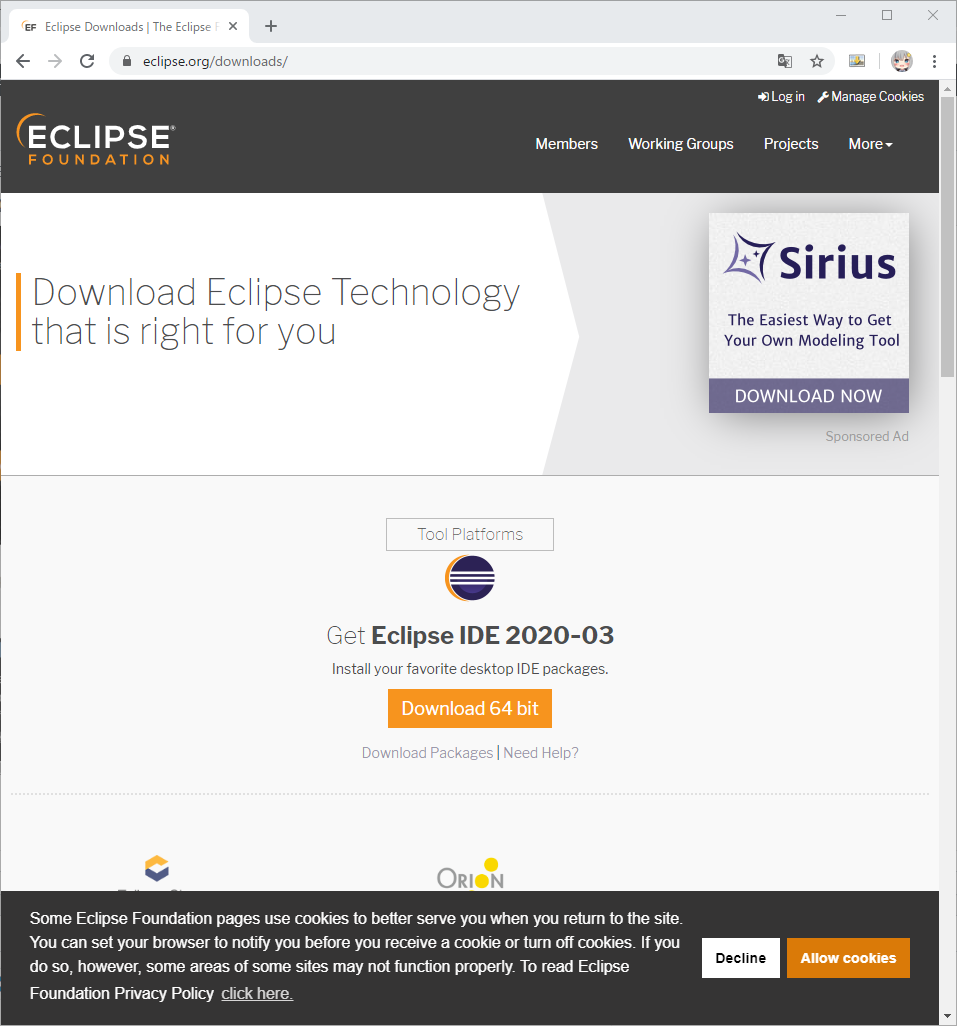 EF Eclipse Downloads | The Eclipse F
eclipse.org/downloads/
Log in Manage Cookies
ECLIPSE®
FOUNDATION
Members Working Groups Projects More
Download Eclipse Technology
that is right for you
Sirius
The Easiest Way to Get
Your Own Modeling Tool
DOWNLOAD NOW
Sponsored Ad
Tool Platforms
Get Eclipse IDE 2020-03
Install your favorite desktop IDE packages.
Download 64 bit
Download Packages | Need Help?
ORION
Some Eclipse Foundation pages use cookies to better serve you when you return to the site.
You can set your browser to notify you before you receive a cookie or turn off cookies. If you
do so, however, some areas of some sites may not function properly. To read Eclipse
Foundation Privacy Policy click here.
Decline Allow cookies